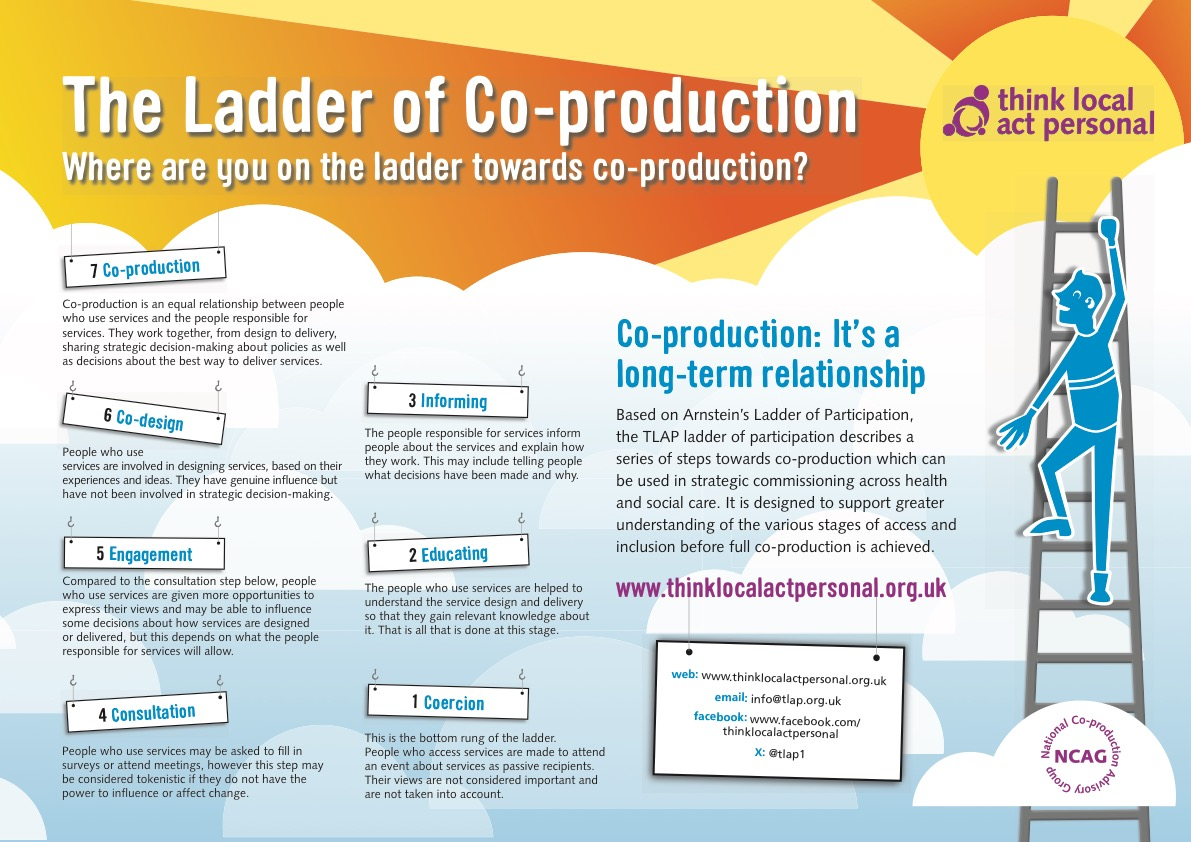 The Ladder of Co-production
Where are you on the ladder towards co-production?
think local
act personal
7 Co-production
Co-production is an equal relationship between people
who use services and the people responsible for
services. They work together, from design to delivery,
sharing strategic decision-making about policies as well
as decisions about the best way to deliver services.
6 Co-design
People who use
services are involved in designing services, based on their
experiences and ideas. They have genuine influence but
have not been involved in strategic decision-making.
5 Engagement
Compared to the consultation step below, people
who use services are given more opportunities to
express their views and may be able to influence
some decisions about how services are designed
or delivered, but this depends on what the people
responsible for services will allow.
4 Consultation
People who use services may be asked to fill in
surveys or attend meetings, however this step may
be considered tokenistic if they do not have the
power to influence or affect change.
3 Informing
The people responsible for services inform
people about the services and explain how
they work. This may include telling people
what decisions have been made and why.
2 Educating
The people who use services are helped to
understand the service design and delivery
so that they gain relevant knowledge about
it. That is all that is done at this stage.
1 Coercion
This is the bottom rung of the ladder.
People who access services are made to attend
an event about services as passive recipients.
Their views are not considered important and
are not taken into account.
Co-production: It's a
long-term relationship
Based on Arnstein's Ladder of Participation,
the TLAP ladder of participation describes a
series of steps towards co-production which can
be used in strategic commissioning across health
and social care. It is designed to support greater
understanding of the various stages of access and
inclusion before full co-production is achieved.
www.thinklocalactpersonal.org.uk
web: www.thinklocalactpersonal.org.uk
email: info@tlap.org.uk
facebook: www.facebook.com/
thinklocalactpersonal
X: @tlap1
National Co-production Advisory Group
NCAG